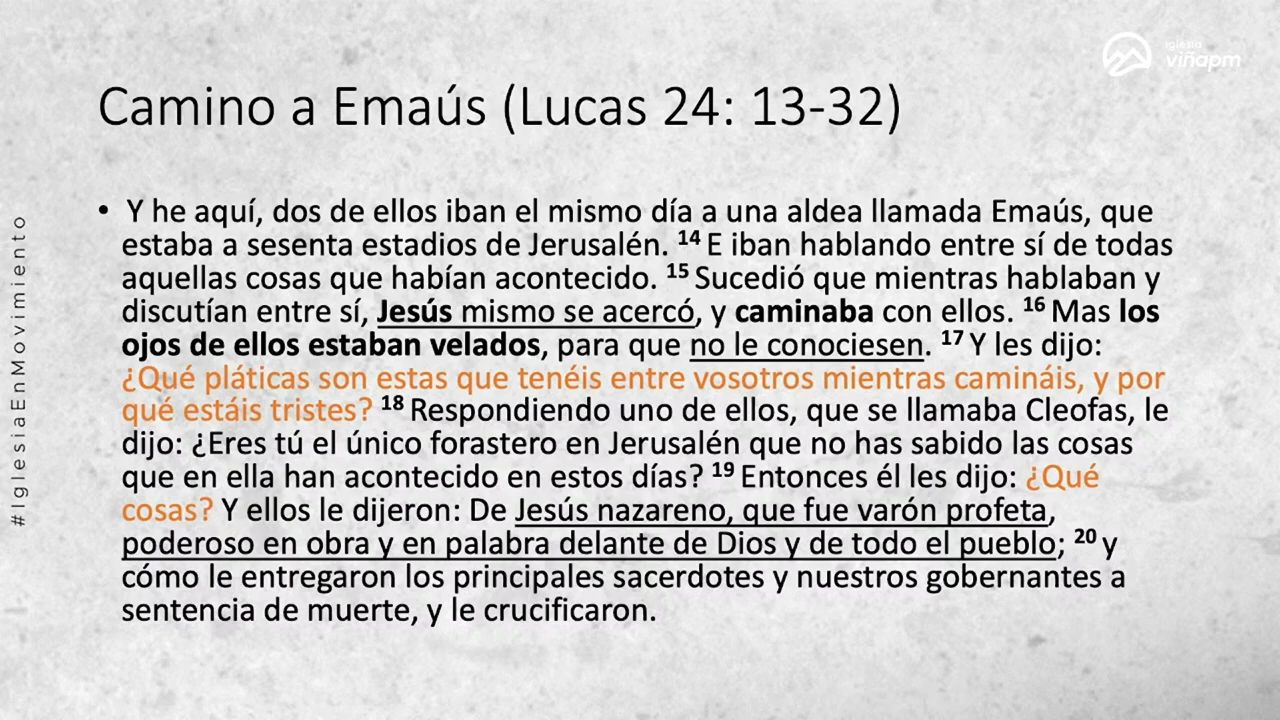 iglesia
viñapm
Camino a Emaús (Lucas 24: 13-32)
• Y he aquí, dos de ellos iban el mismo día a una aldea llamada Emaús, que
estaba a sesenta estadios de Jerusalén. 14 E iban hablando entre sí de todas
aquellas cosas que habían acontecido. 15 Sucedió que mientras hablaban y
discutían entre sí, Jesús mismo se acercó, y caminaba con ellos. 16 Mas los
ojos de ellos estaban velados, para que no le conociesen. 17 Y les dijo:
¿Qué pláticas son estas que tenéis entre vosotros mientras camináis, y por
qué estáis tristes? 18 Respondiendo uno de ellos, que se llamaba Cleofas, le
dijo: ¿Eres tú el único forastero en Jerusalén que no has sabido las cosas
que en ella han acontecido en estos días? 19 Entonces él les dijo: ¿Qué
cosas? Y ellos le dijeron: De Jesús nazareno, que fue varón profeta,
poderoso en obra y en palabra delante de Dios y de todo el pueblo; 20 y
cómo le entregaron los principales sacerdotes y nuestros gobernantes a
sentencia de muerte, y le crucificaron.
#IglesiaEnMovimiento